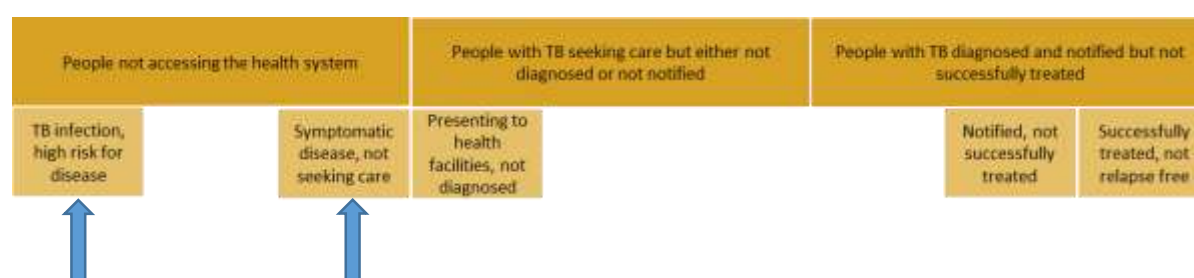 People not accessing the health system
People with TB seeking care but either not
diagnosed or not notified
People with TB diagnosed and notified but not
successfully treated
TB infection,
high risk for
disease
Symptomatic
disease, not
seeking care
Presenting to
health
facilities, not
diagnosed
Notified, not
successfully
treated
Successfully
treated, not
relapse free